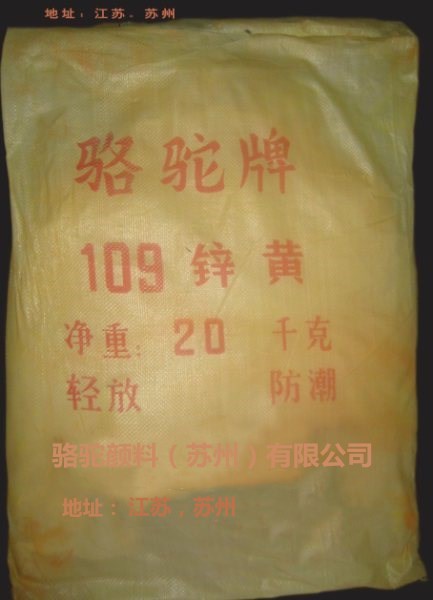 地址：江苏．苏州
骆驼牌
109 锌黄
净重：20 千克
轻放 防潮
骆驼颜料（苏州）有限公司
地址：江苏，苏州